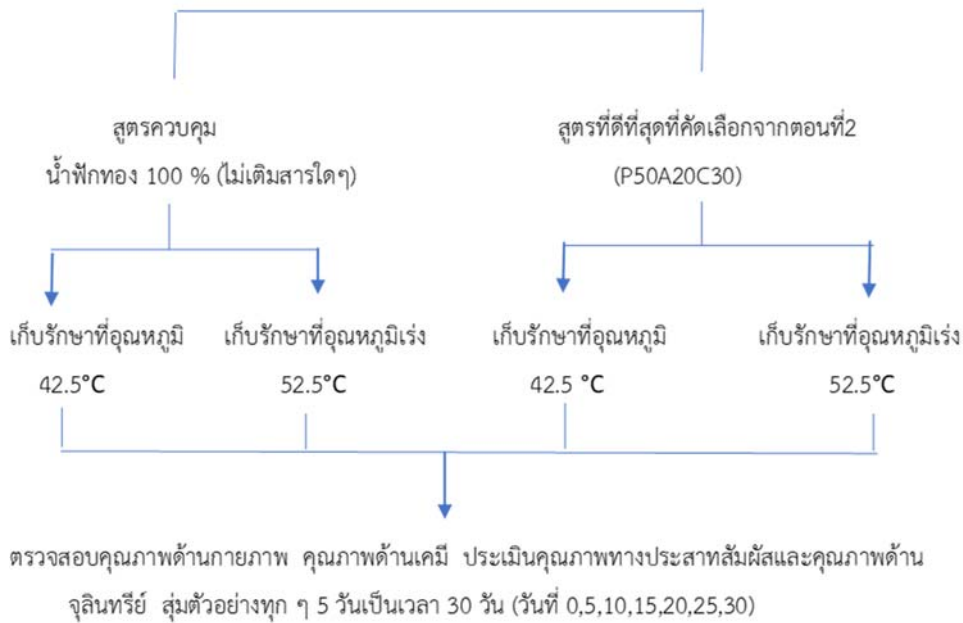 สูตรควบคุม
น้ำฟักทอง 100 % (ไม่เติมสารใดๆ)
สูตรที่ดีที่สุดที่คัดเลือกจากตอนที่2
(P50A20C30)
เก็บรักษาที่อุณหภูมิ
42.5°C
เก็บรักษาที่อุณหภูมิเร่ง
52.5°C
เก็บรักษาที่อุณหภูมิ
42.5 °C
เก็บรักษาที่อุณหภูมิเร่ง
52.5°C
ตรวจสอบคุณภาพด้านกายภาพ คุณภาพด้านเคมี ประเมินคุณภาพทางประสาทสัมผัสและคุณภาพด้าน
จุลินทรีย์ สุ่มตัวอย่างทุก ๆ 5 วันเป็นเวลา 30 วัน (วันที่ 0,5,10,15,20,25,30)